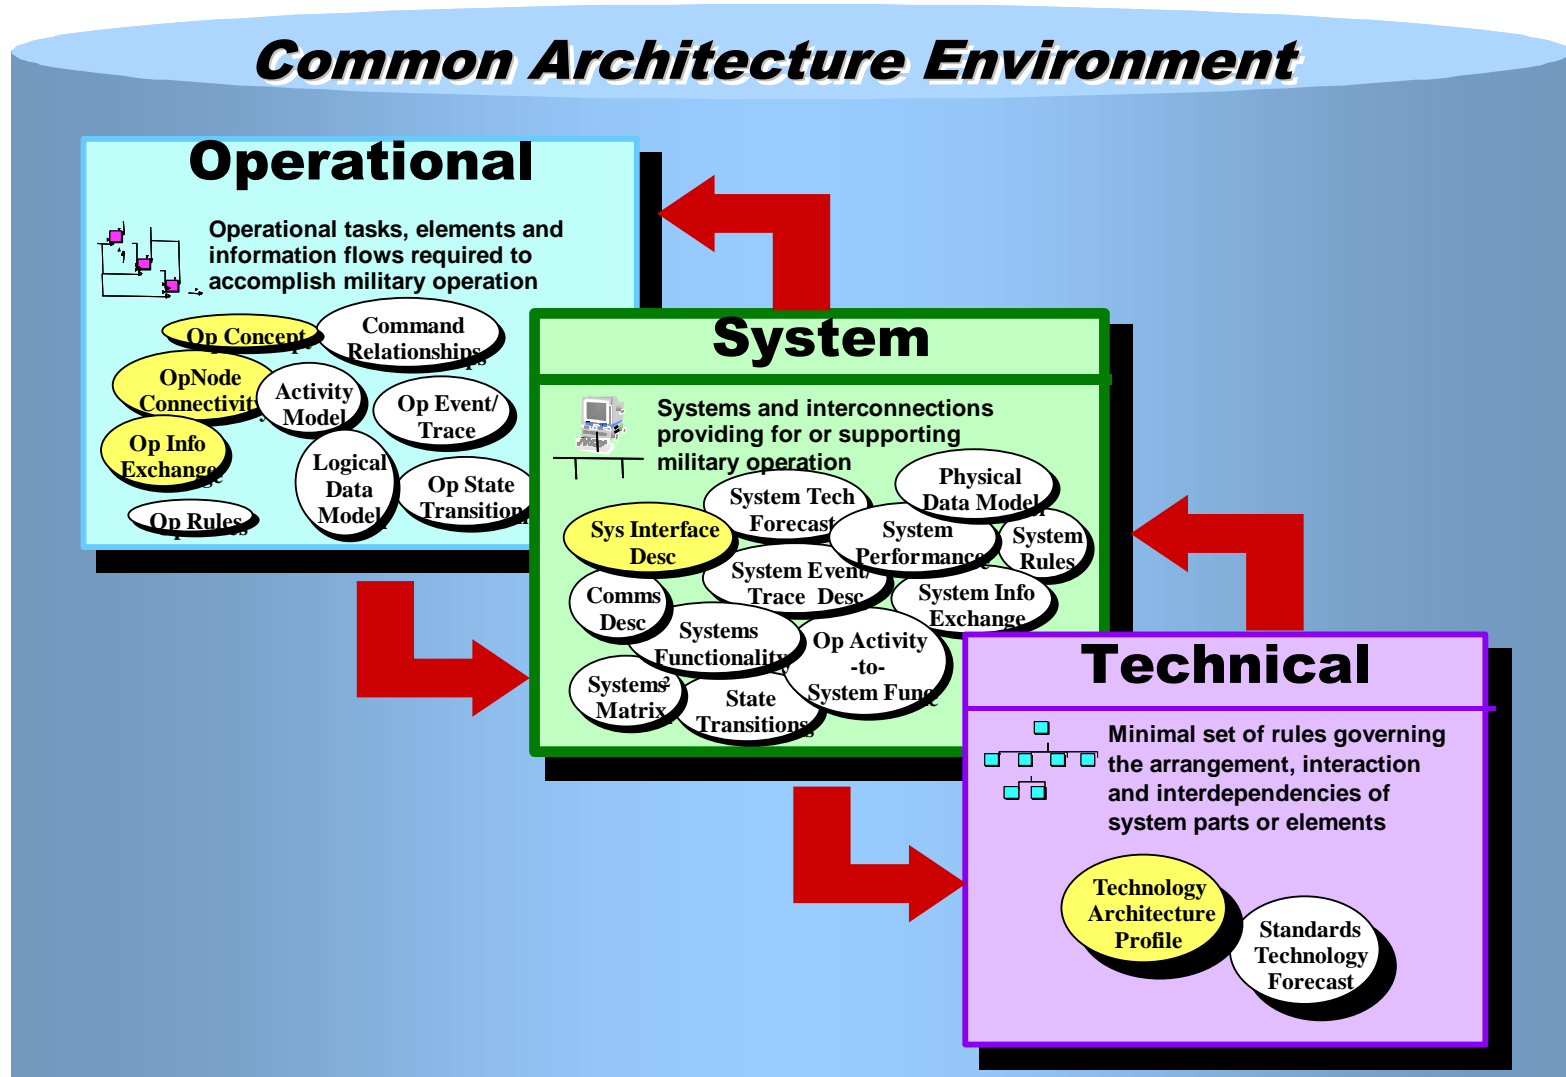 Common Architecture Environment
Operational
Operational tasks, elements and
information flows required to
accomplish military operation
Op Concept
Command
Relationships
OpNode
Connectivity
Activity
Model
Op Event/
Trace
Op Info
Exchange
Logical
Data
Model
Op State
Transition
Op Rules
System
Systems and interconnections
providing for or supporting
military operation
Physical
Data Model
System Tech
Forecast
Sys Interface
Desc
System
Performance
System
Rules
System Event/
Trace Desc
Comms
Desc
System Info
Exchange
Systems
Functionality
Op Activity
-to-
System Func
Systems²
Matrix
State
Transitions
Technical
Minimal set of rules governing
the arrangement, interaction
and interdependencies of
system parts or elements
Technology
Architecture
Profile
Standards
Technology
Forecast